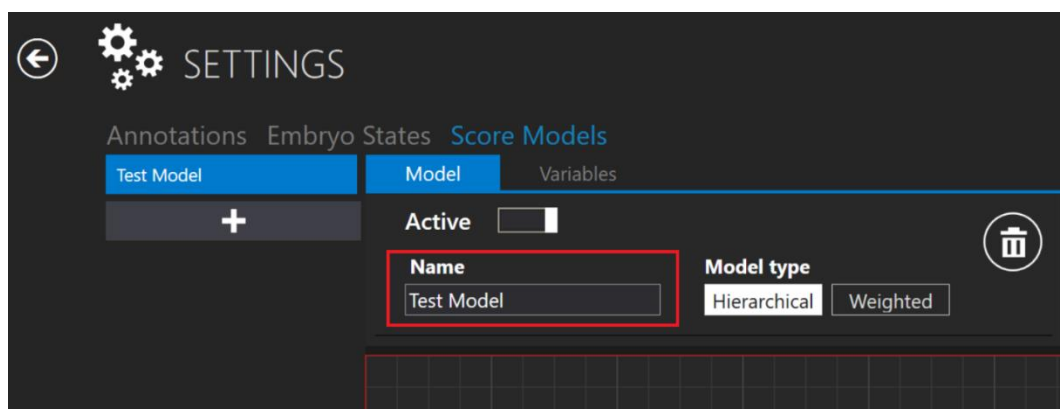 SETTINGS
Annotations Embryo States Score Models
Test Model
Model Variables
Active
Name
Test Model
Model type
Hierarchical Weighted